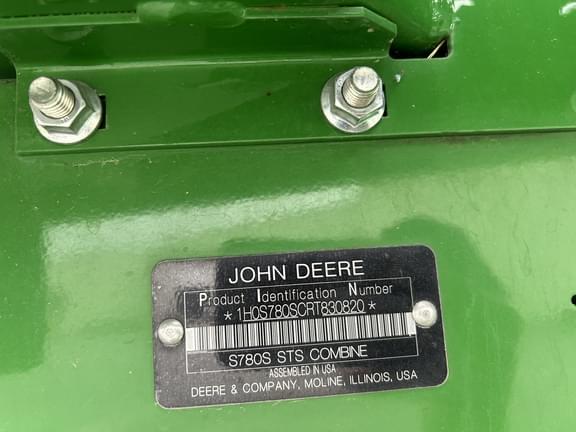 JOHN DEERE
Product Identification Number
*1H0S780SCRT830820*
S780S STS COMBINE
ASSEMBLED IN USA
DEERE & COMPANY, MOLINE, ILLINOIS, USA